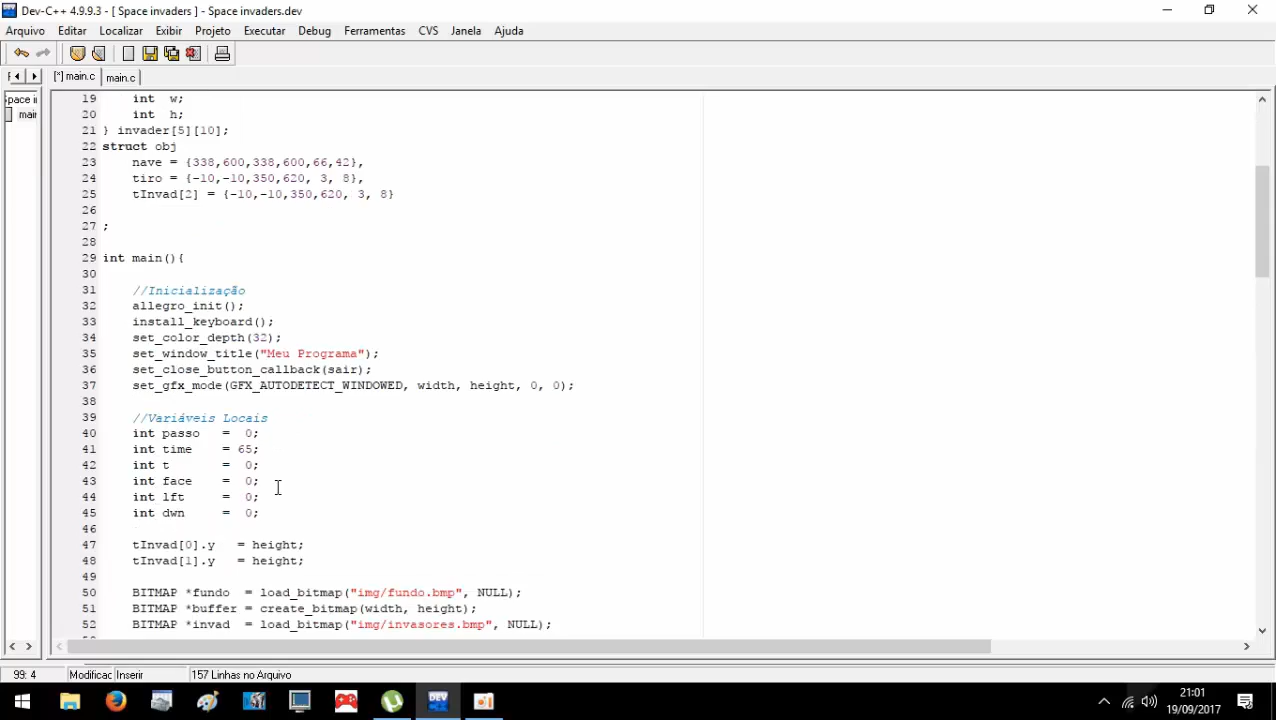 Dev-C++ 4.9.9.3 - [ Space invaders ] - Space invaders.dev
Arquivo Editar Localizar Exibir Projeto Executar Debug Ferramentas CVS Janela Ajuda
[*] main.c main.c
19 int w;
20 int h;
21 } invader[5][10];
22 struct obj
23 nave = {338,600,338,600,66,42},
24 tiro = {-10,-10,350,620, 3, 8},
25 tInvad[2] = {-10,-10,350,620, 3, 8}
26
27 ;
28
29 int main(){
30
31 //Inicialização
32 allegro_init();
33 install_keyboard();
34 set_color_depth(32);
35 set_window_title("Meu Programa");
36 set_close_button_callback(sair);
37 set_gfx_mode(GFX_AUTODETECT_WINDOWED, width, height, 0, 0);
38
39 //Variáveis Locais
40 int passo = 0;
41 int time = 65;
42 int t = 0;
43 int face = 0;
44 int lft = 0;
45 int dwn = 0;
46
47 tInvad[0].y = height;
48 tInvad[1].y = height;
49
50 BITMAP *fundo = load_bitmap("img/fundo.bmp", NULL);
51 BITMAP *buffer = create_bitmap(width, height);
52 BITMAP *invad = load_bitmap("img/invasores.bmp", NULL);
99: 4 Modificac Inserir 157 Linhas no Arquivo
DEV
21:01
19/09/2017